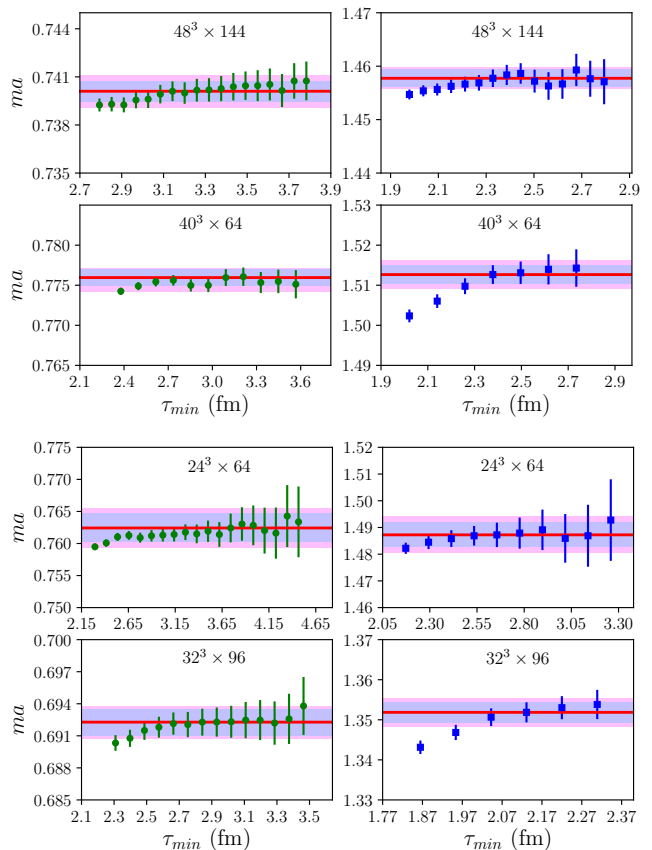 0.744
0.741
0.738
0.735
ma
48³ × 144
2.7 2.9 3.1 3.3 3.5 3.7 3.9
1.47
1.46
1.45
1.44
48³ × 144
1.9 2.1 2.3 2.5 2.7 2.9
0.780
0.775
0.770
0.765
ma
40³ × 64
2.1 2.4 2.7 3.0 3.3 3.6
τmin (fm)
1.53
1.52
1.51
1.50
1.49
40³ × 64
1.9 2.1 2.3 2.5 2.7 2.9
τmin (fm)
0.775
0.770
0.765
0.760
0.755
0.750
ma
24³ × 64
2.15 2.65 3.15 3.65 4.15 4.65
1.52
1.50
1.49
1.48
1.46
24³ × 64
2.05 2.30 2.55 2.80 3.05 3.30
0.700
0.697
0.694
0.691
0.688
0.685
ma
32³ × 96
2.1 2.3 2.5 2.7 2.9 3.1 3.3 3.5
τmin (fm)
1.37
1.36
1.35
1.34
1.33
32³ × 96
1.77 1.87 1.97 2.07 2.17 2.27 2.37
τmin (fm)